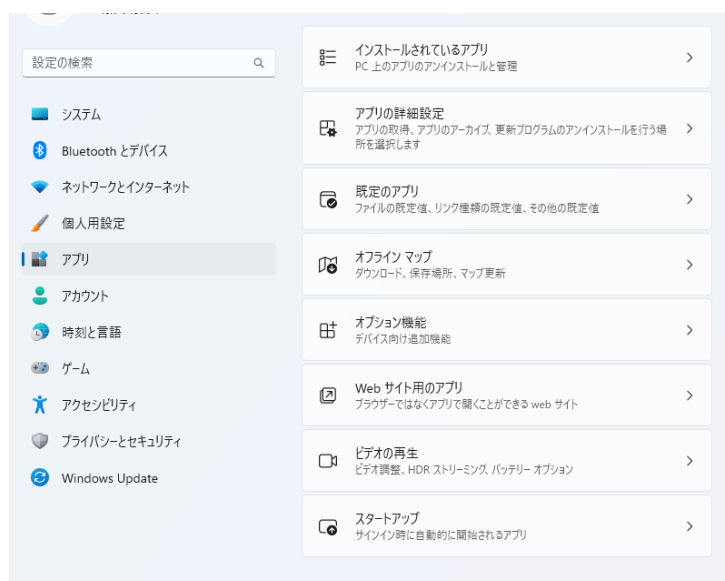 設定の検索
システム
Bluetooth とデバイス
ネットワークとインターネット
個人用設定
アプリ
アカウント
時刻と言語
ゲーム
アクセシビリティ
プライバシーとセキュリティ
Windows Update
インストールされているアプリ
PC 上のアプリのアンインストールと管理
アプリの詳細設定
アプリの取得、アプリのアーカイブ、更新プログラムのアンインストールを行う場
所を選択します
既定のアプリ
ファイルの既定値、リンク種類の既定値、その他の既定値
オフライン マップ
ダウンロード、保存場所、マップ更新
オプション機能
デバイス向け追加機能
Web サイト用のアプリ
ブラウザーではなくアプリで開くことができる web サイト
ビデオの再生
ビデオ調整、HDR ストリーミング、バッテリー オプション
スタートアップ
サインイン時に自動的に開始されるアプリ